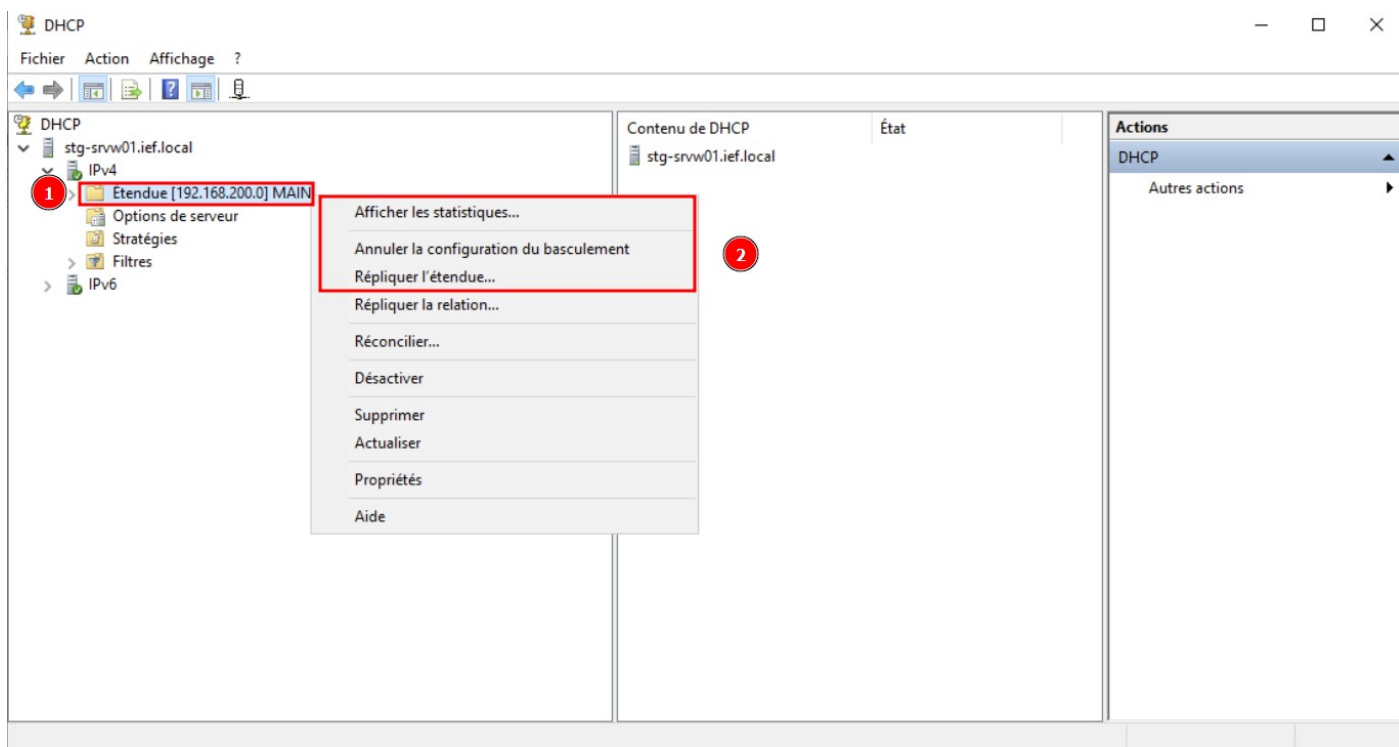 DHCP
Fichier Action Affichage ?
DHCP
stg-srvw01.ief.local
IPv4
1
Étendue [192.168.200.0] MAIN
Options de serveur
Stratégies
Filtres
IPv6
Afficher les statistiques...
Annuler la configuration du basculement
Répliquer l'étendue...
2
Répliquer la relation...
Réconcilier...
Désactiver
Supprimer
Actualiser
Propriétés
Aide
Contenu de DHCP État
stg-srvw01.ief.local
Actions
DHCP
Autres actions